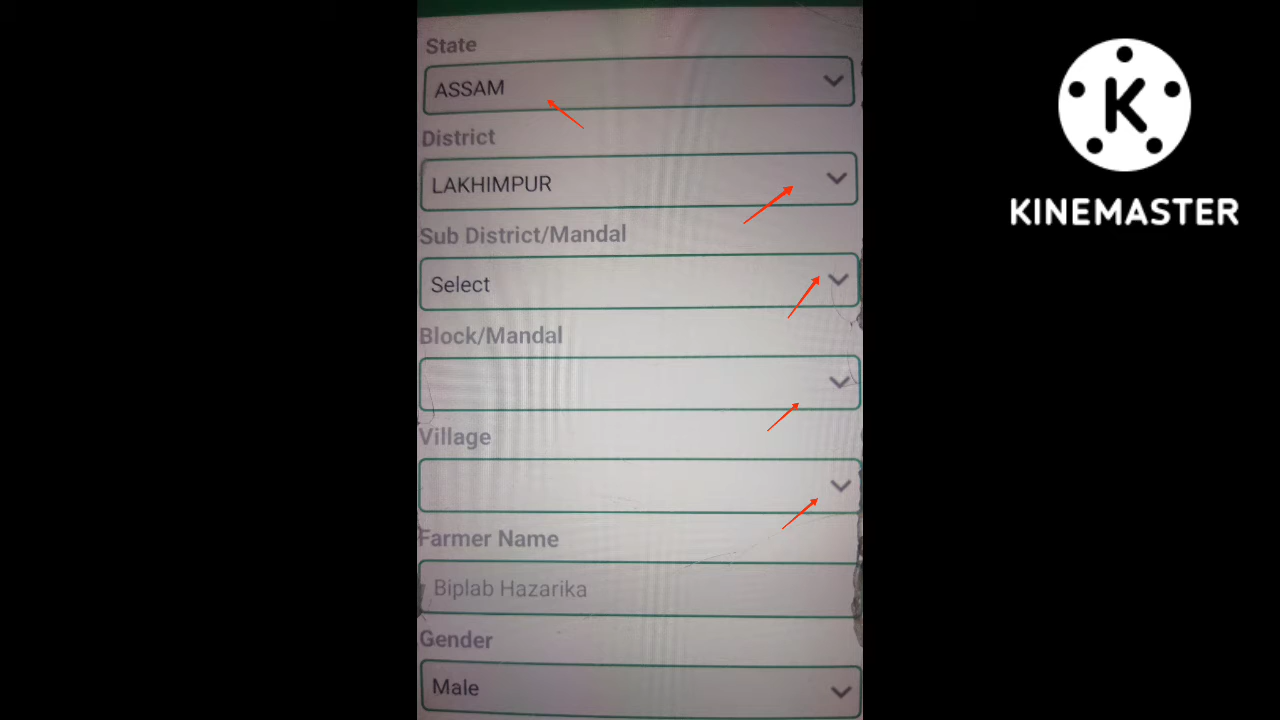 State
ASSAM
District
LAKHIMPUR
Sub District/Mandal
Select
Block/Mandal
Village
Farmer Name
Biplab Hazarika
Gender
Male
K
KINEMASTER